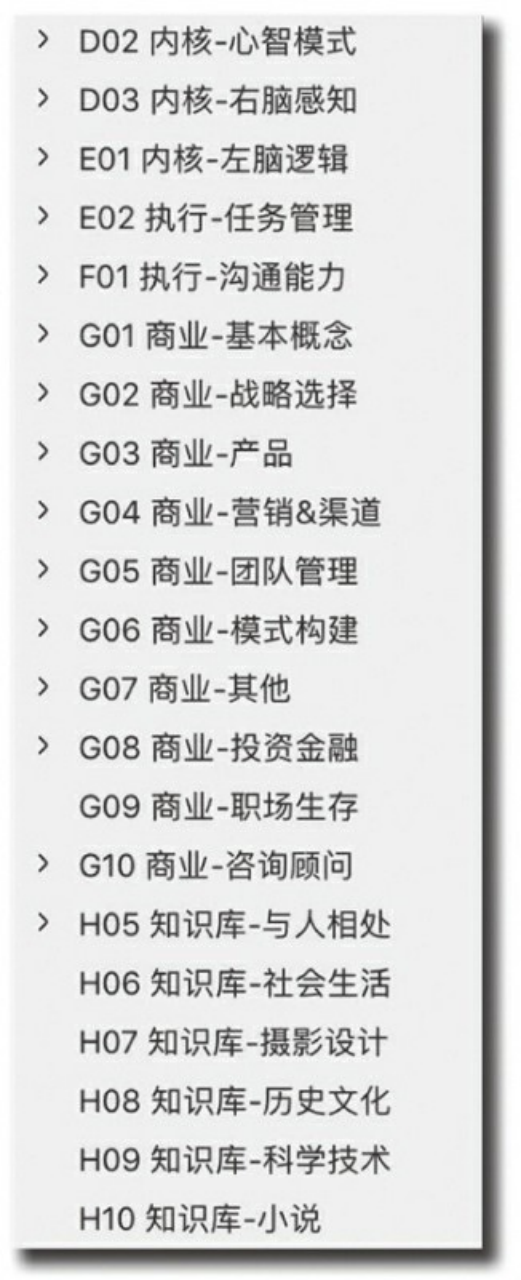 D02 内核-心智模式
D03 内核-右脑感知
E01 内核-左脑逻辑
E02 执行-任务管理
F01 执行-沟通能力
G01 商业-基本概念
G02 商业-战略选择
G03 商业-产品
G04 商业-营销&渠道
G05 商业-团队管理
G06 商业-模式构建
G07 商业-其他
G08 商业-投资金融
G09 商业-职场生存
G10 商业-咨询顾问
H05 知识库-与人相处
H06 知识库-社会生活
H07 知识库-摄影设计
H08 知识库-历史文化
H09 知识库-科学技术
H10 知识库-小说